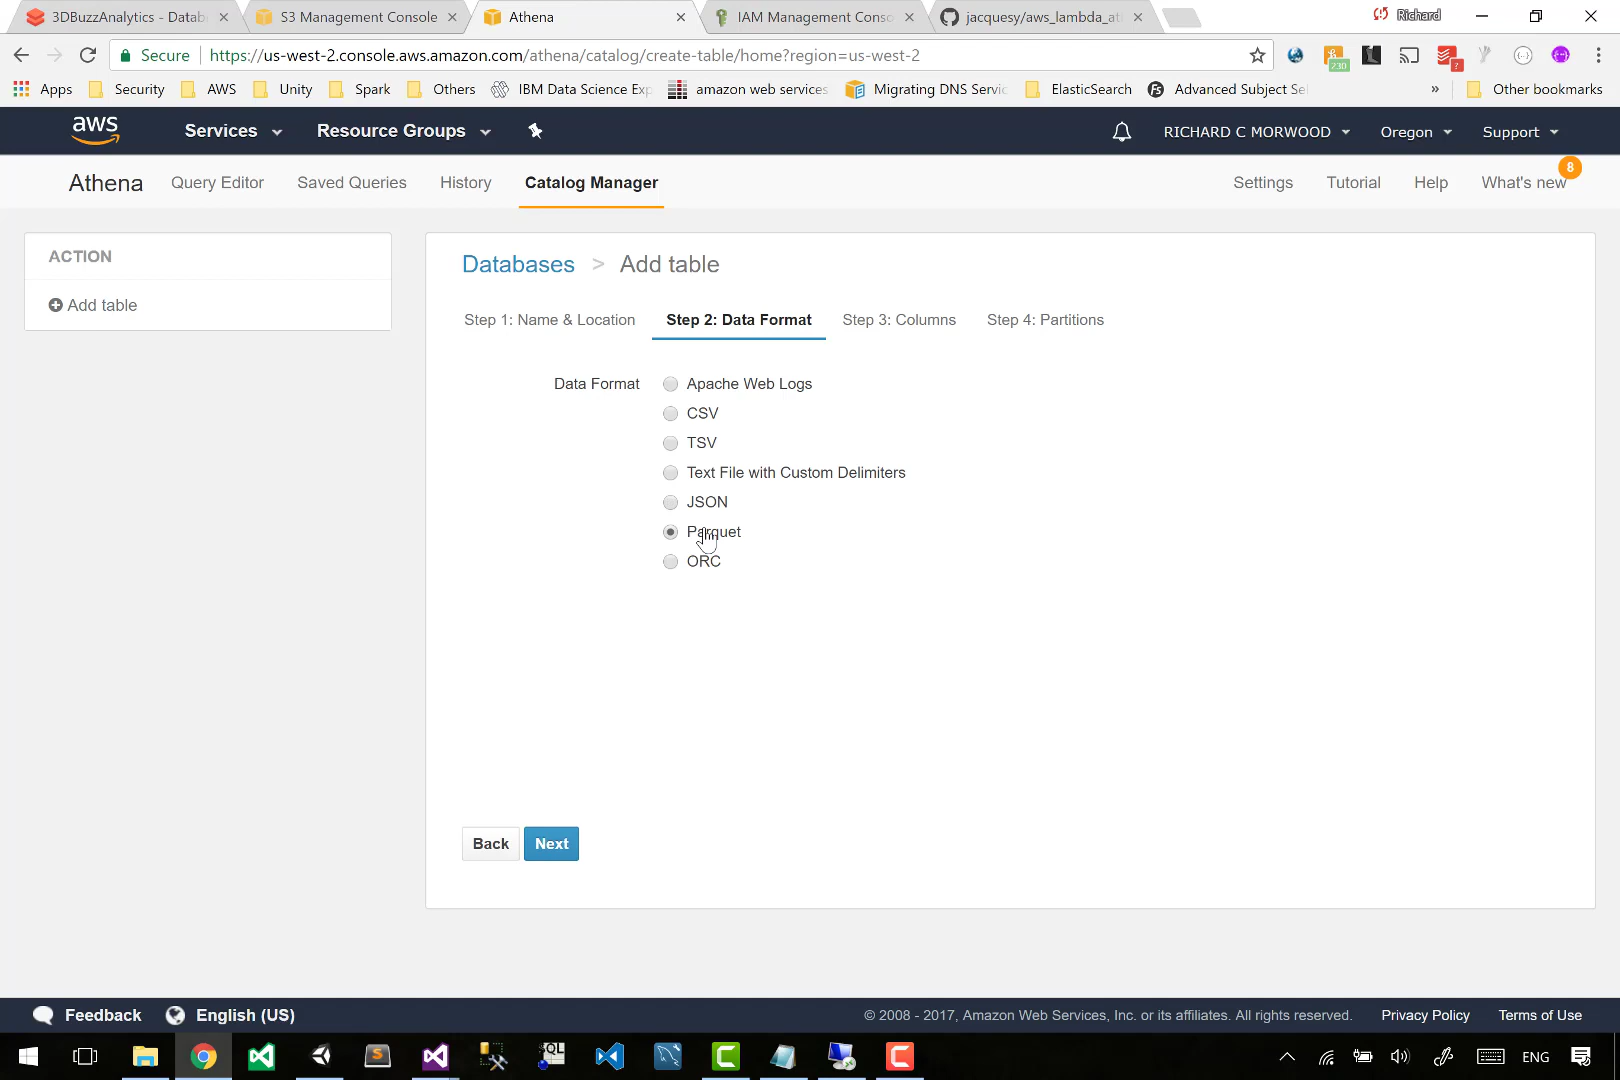 3DBuzzAnalytics - Datab
S3 Management Console
Athena
IAM Management Conso
jacquesy/aws_lambda_at
Richard
Secure
https://us-west-2.console.aws.amazon.com/athena/catalog/create-table/home?region=us-west-2
230
?
Apps
Security
AWS
Unity
Spark
Others
IBM Data Science Exp
amazon web services
Migrating DNS Servic
ElasticSearch
Advanced Subject Se
»
Other bookmarks
aws
Services
Resource Groups
RICHARD C MORWOOD
Oregon
Support
Athena
Query Editor
Saved Queries
History
Catalog Manager
Settings
Tutorial
Help
What's new
8
ACTION
Add table
Databases > Add table
Step 1: Name & Location
Step 2: Data Format
Step 3: Columns
Step 4: Partitions
Data Format
Apache Web Logs
CSV
TSV
Text File with Custom Delimiters
JSON
Parquet
ORC
Back
Next
Feedback
English (US)
© 2008 - 2017, Amazon Web Services, Inc. or its affiliates. All rights reserved.
Privacy Policy
Terms of Use
ENG